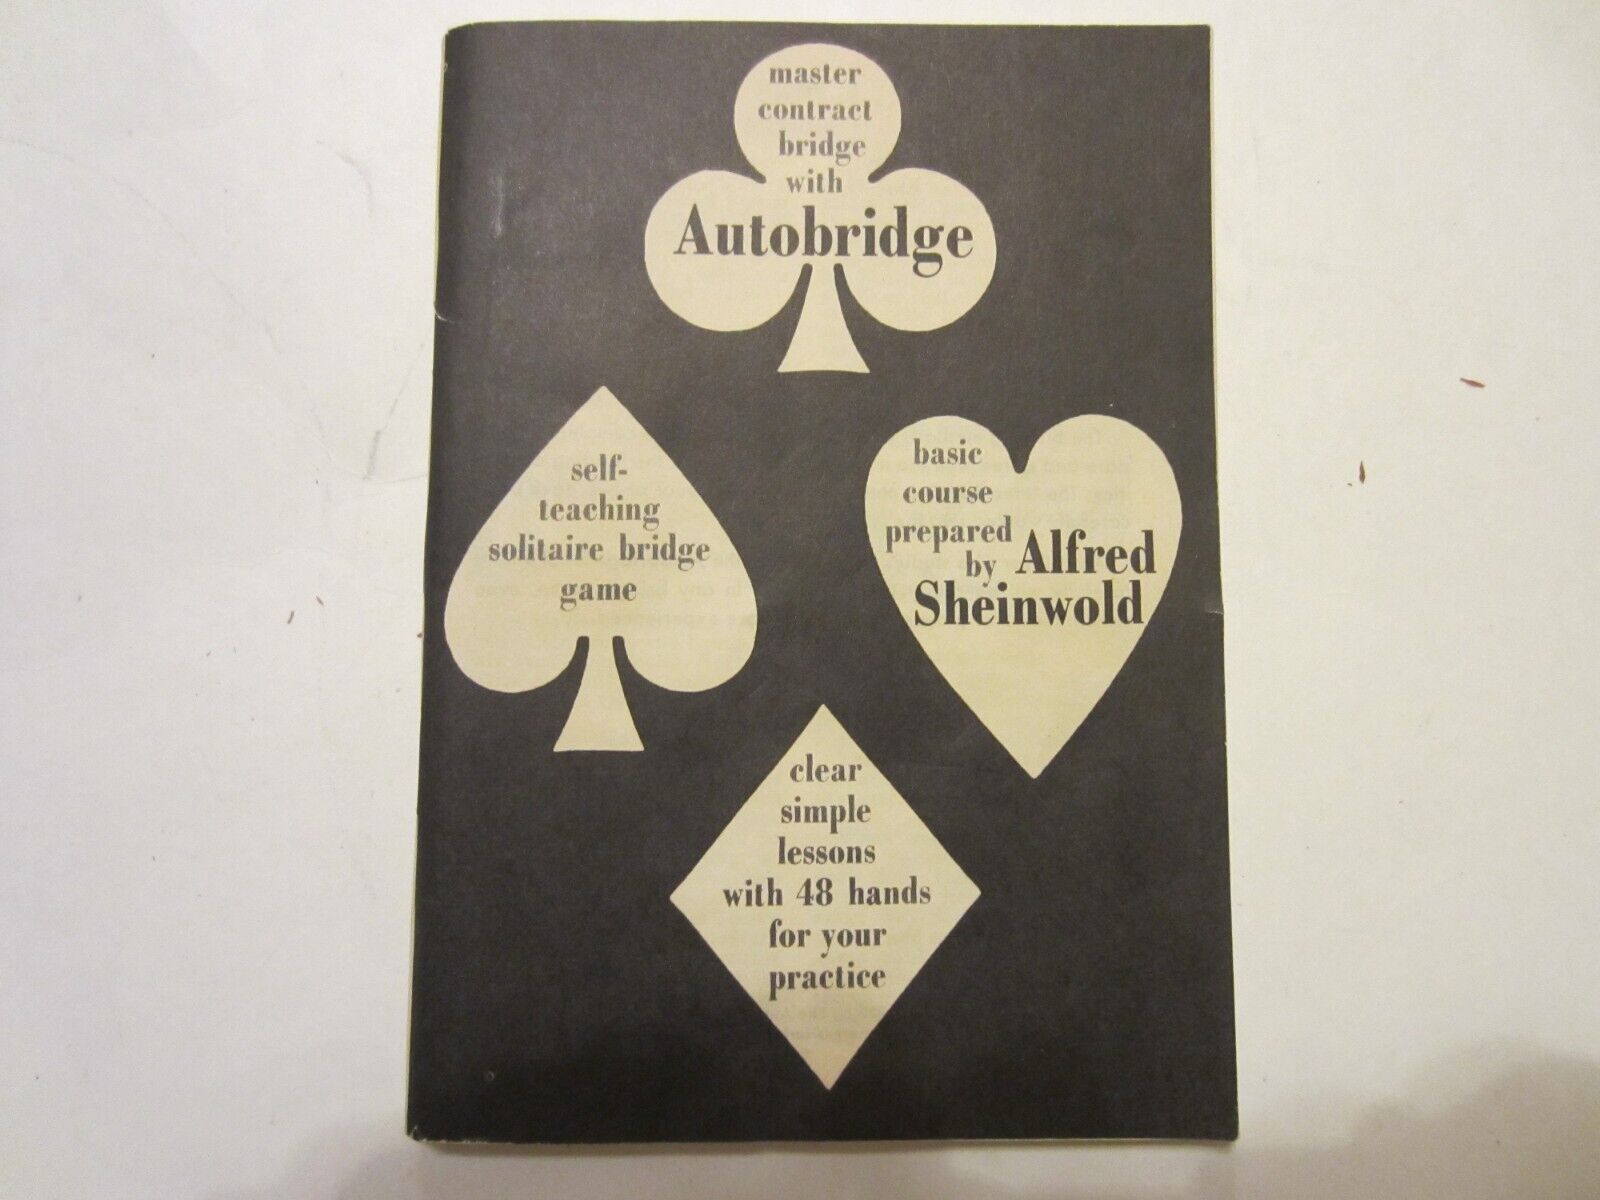 master
contract
bridge
with
Autobridge
self-
teaching
solitaire bridge
game
basic
course
prepared
by Alfred
Sheinwold
clear
simple
lessons
with 48 hands
for your
practice